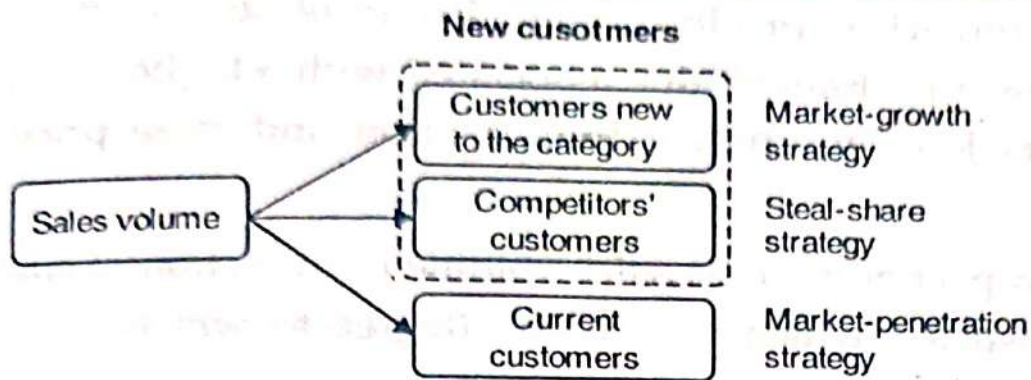 New cusotmers
Customers new
to the category
Market-growth
strategy
Sales volume
Competitors'
customers
Steal-share
strategy
Current
customers
Market-penetration
strategy